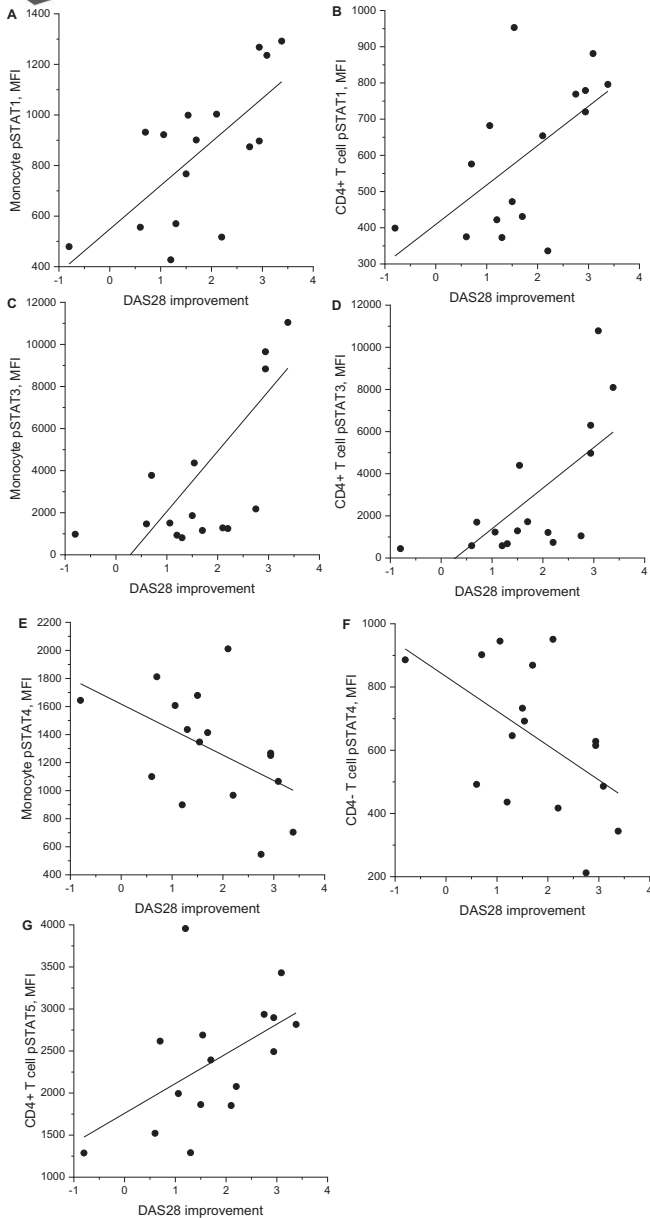 A
Monocyte pSTAT1, MFI
1400
1200
1000
800
600
400
-1 0 1 2 3 4
DAS28 improvement
B
CD4+ T cell pSTAT1, MFI
1000
900
800
700
600
500
400
300
-1 0 1 2 3 4
DAS28 improvement
C
Monocyte pSTAT3, MFI
12000
10000
8000
6000
4000
2000
0
-1 0 1 2 3 4
DAS28 improvement
D
CD4+ T cell pSTAT3, MFI
12000
10000
8000
6000
4000
2000
0
-1 0 1 2 3 4
DAS28 improvement
E
Monocyte pSTAT4, MFI
2200
2000
1800
1600
1400
1200
1000
800
600
400
-1 0 1 2 3 4
DAS28 improvement
F
CD4- T cell pSTAT4, MFI
1000
800
600
400
200
-1 0 1 2 3 4
DAS28 improvement
G
CD4+ T cell pSTAT5, MFI
4000
3500
3000
2500
2000
1500
1000
-1 0 1 2 3 4
DAS28 improvement